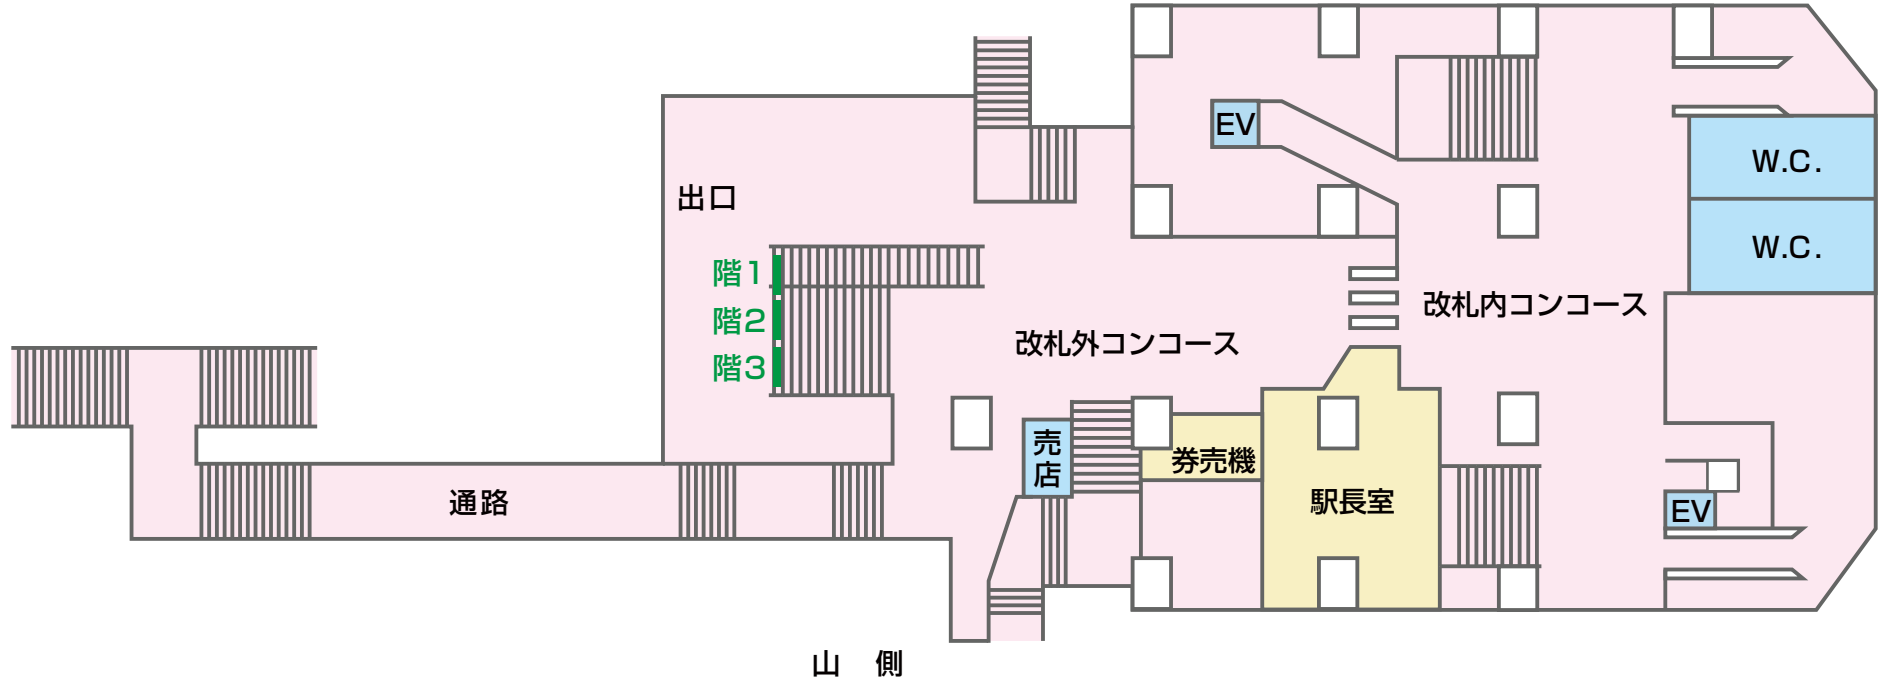 EV
W.C.
出口
W.C.
階1
改札内コンコース
階2
改札外コンコース
階3
売店
券売機
通路
駅長室
EV
山 側